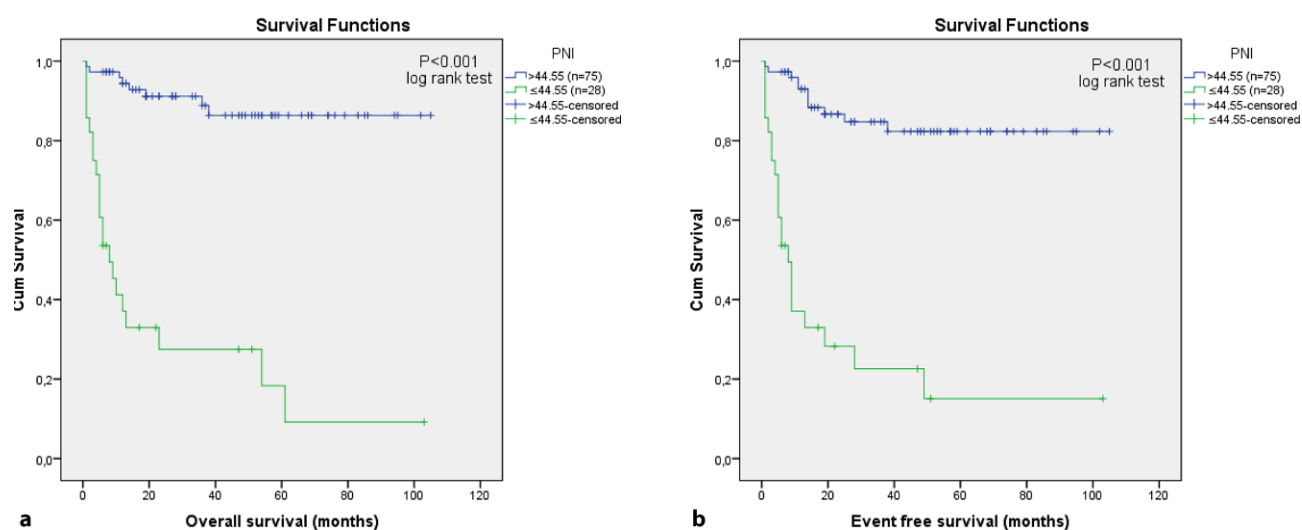 Survival Functions
P<0.001
log rank test
PNI
>44.55 (n=75)
≤44.55 (n=28)
>44.55-censored
≤44.55-censored
Cum Survival
1,0
0,8
0,6
0,4
0,2
0,0
0 20 40 60 80 100 120
Overall survival (months)
a
Survival Functions
P<0.001
log rank test
PNI
>44.55 (n=75)
≤44.55 (n=28)
>44.55-censored
≤44.55-censored
Cum Survival
1,0
0,8
0,6
0,4
0,2
0,0
0 20 40 60 80 100 120
Event free survival (months)
b